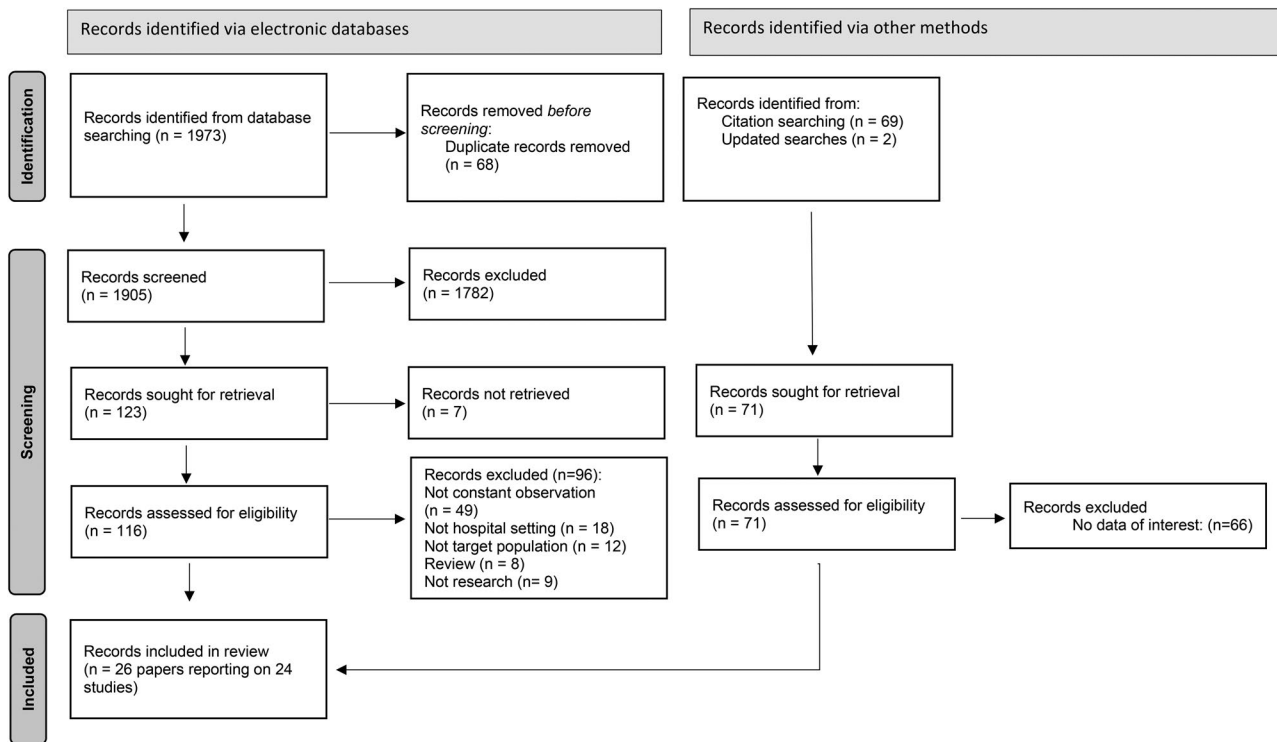 Records identified via electronic databases
Records identified via other methods
Identification
Records identified from database
searching (n = 1973)
Records removed before
screening:
Duplicate records removed
(n = 68)
Records identified from:
Citation searching (n = 69)
Updated searches (n = 2)
Screening
Records screened
(n = 1905)
Records excluded
(n = 1782)
Records sought for retrieval
(n = 123)
Records not retrieved
(n = 7)
Records sought for retrieval
(n = 71)
Records assessed for eligibility
(n = 116)
Records excluded (n=96):
Not constant observation
(n = 49)
Not hospital setting (n = 18)
Not target population (n = 12)
Review (n = 8)
Not research (n= 9)
Records assessed for eligibility
(n = 71)
Records excluded
No data of interest: (n=66)
Included
Records included in review
(n = 26 papers reporting on 24
studies)